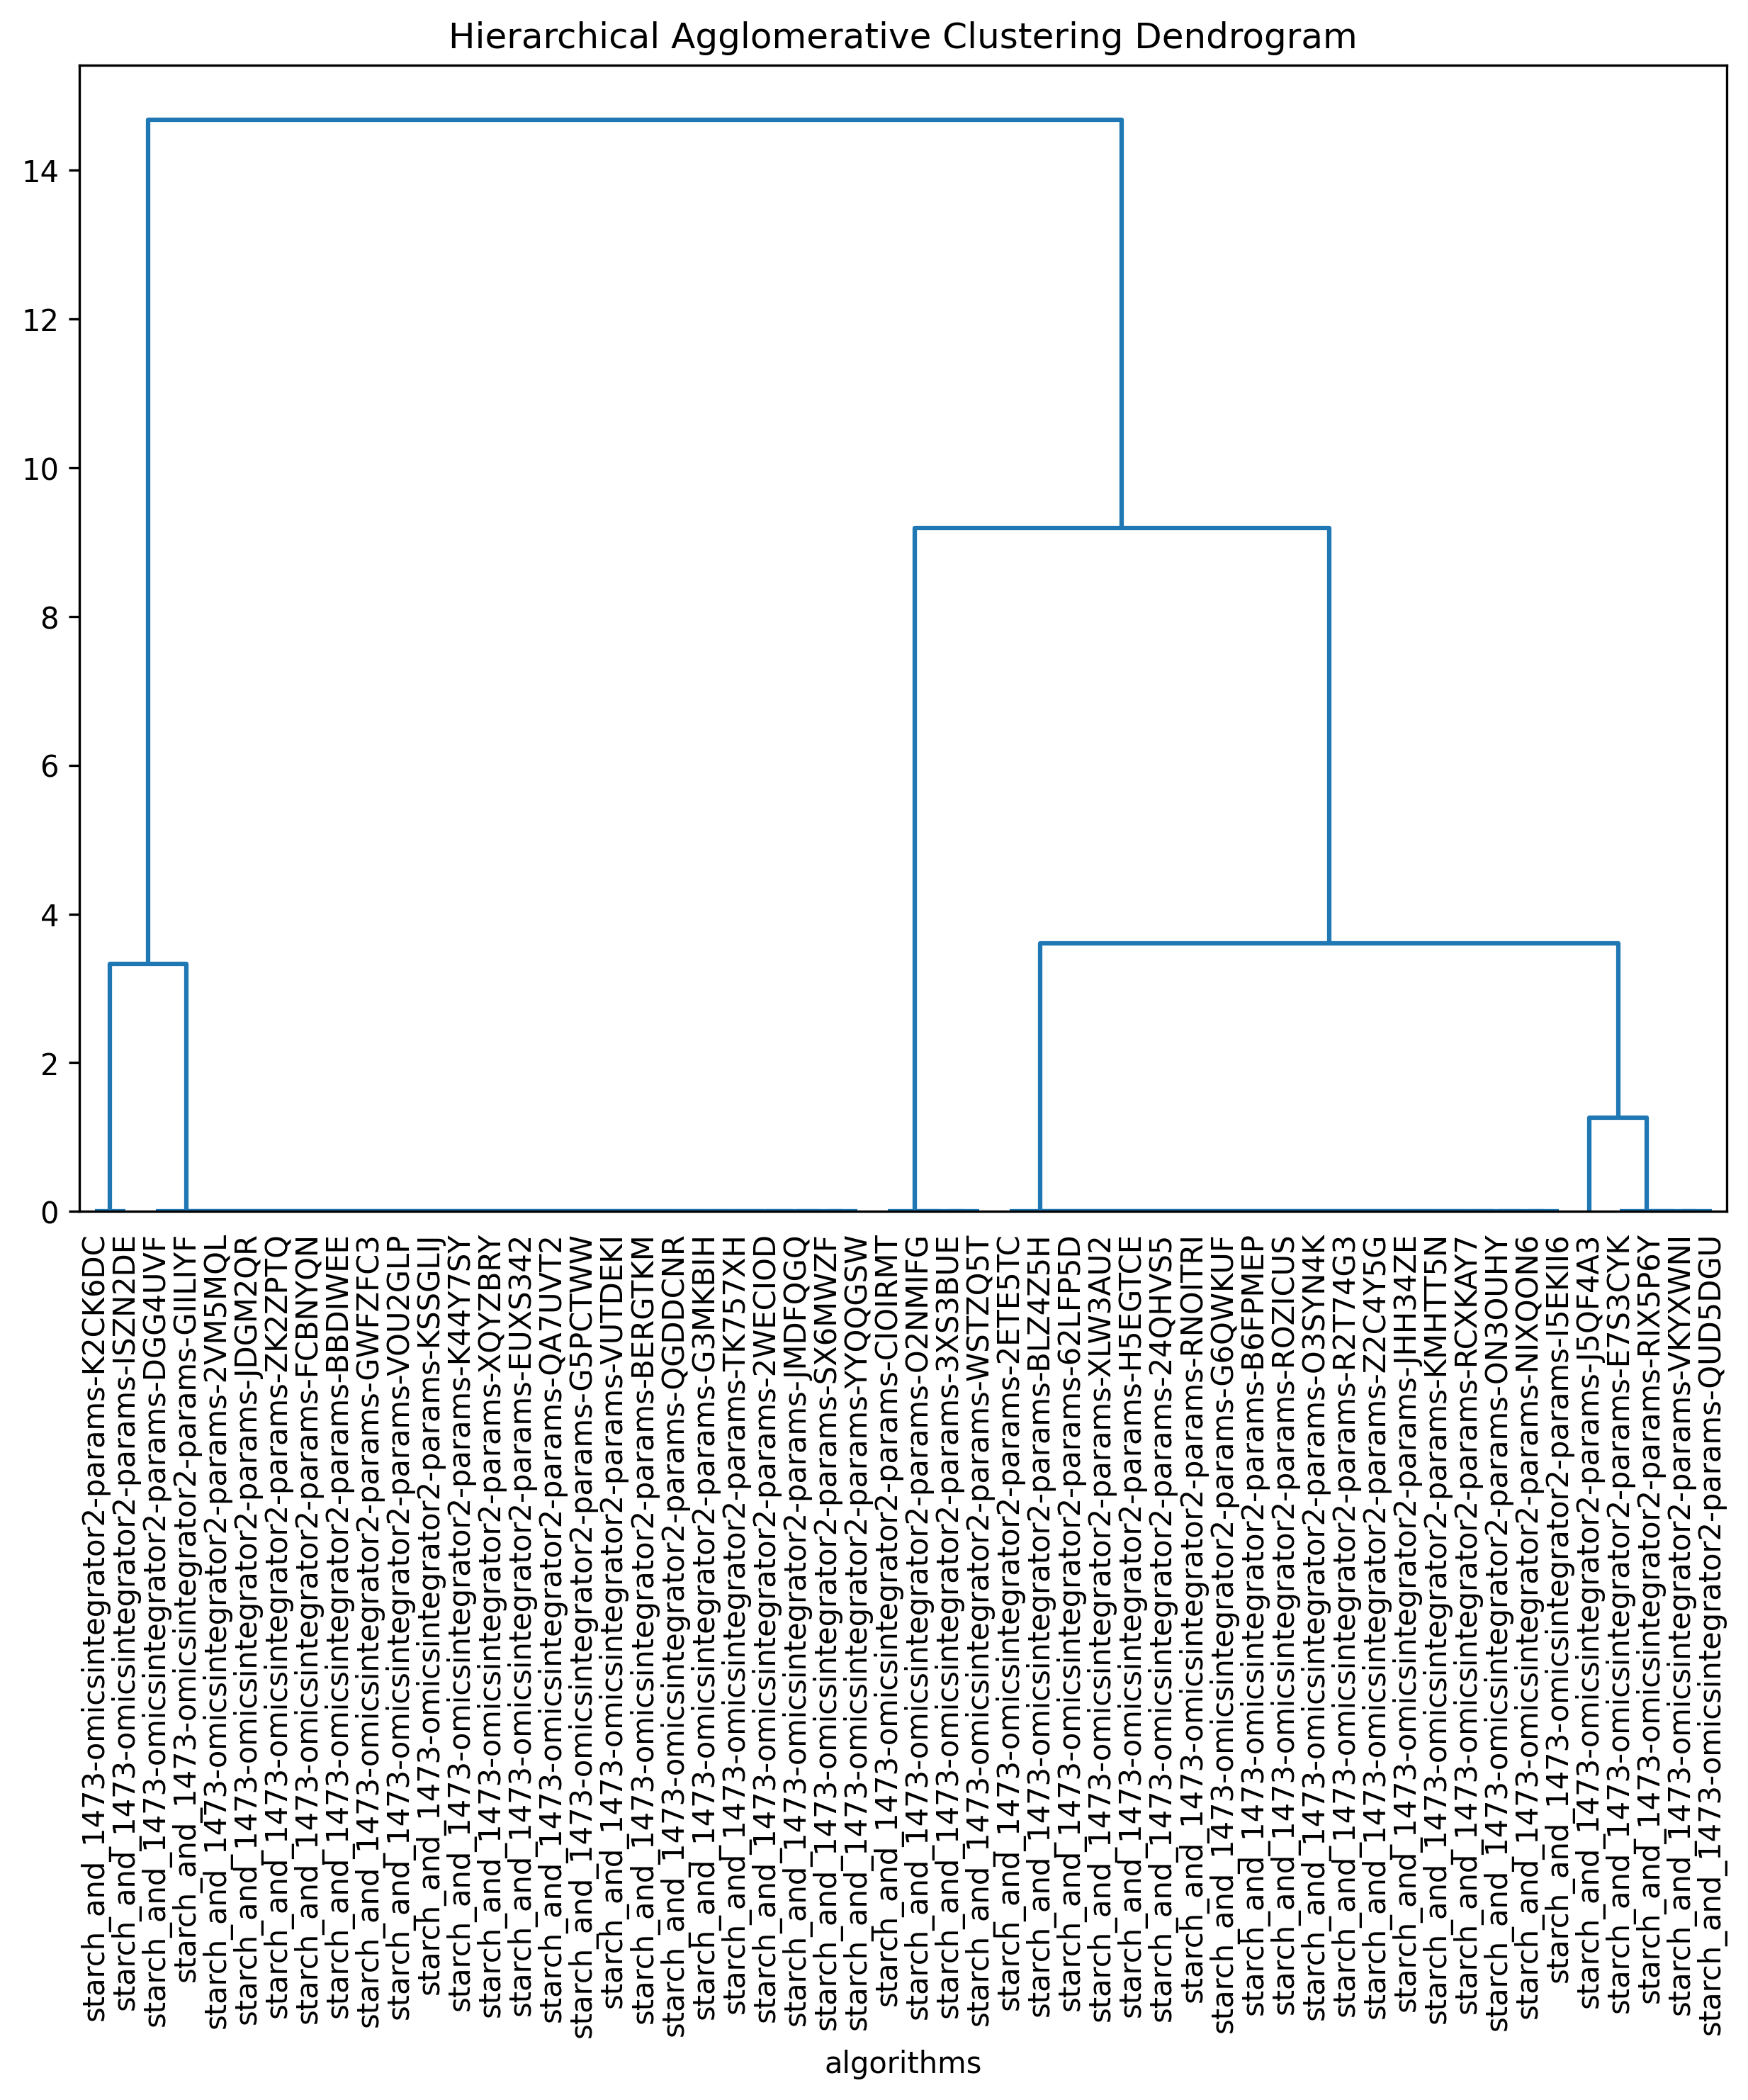 Hierarchical Agglomerative Clustering Dendrogram
14
12
10
8
6
4
2
0
starch_and_1473-omicsintegrator2-params-K2CK6DC
starch_and_1473-omicsintegrator2-params-ISZN2DE
starch_and_1473-omicsintegrator2-params-DGG4UVF
starch_and_1473-omicsintegrator2-params-GIILIYF
starch_and_1473-omicsintegrator2-params-2VM5MQL
starch_and_1473-omicsintegrator2-params-JDGM2QR
starch_and_1473-omicsintegrator2-params-ZK2ZPTQ
starch_and_1473-omicsintegrator2-params-FCBNYQN
starch_and_1473-omicsintegrator2-params-BBDIWEE
starch_and_1473-omicsintegrator2-params-GWFZFC3
starch_and_1473-omicsintegrator2-params-VOU2GLP
starch_and_1473-omicsintegrator2-params-KSSGLIJ
starch_and_1473-omicsintegrator2-params-K44Y7SY
starch_and_1473-omicsintegrator2-params-XQYZBRY
starch_and_1473-omicsintegrator2-params-EUXS342
starch_and_1473-omicsintegrator2-params-QA7UVT2
starch_and_1473-omicsintegrator2-params-G5PCTWW
starch_and_1473-omicsintegrator2-params-VUTDEKI
starch_and_1473-omicsintegrator2-params-BERGTKM
starch_and_1473-omicsintegrator2-params-QGDDCNR
starch_and_1473-omicsintegrator2-params-G3MKBIH
starch_and_1473-omicsintegrator2-params-TK757XH
starch_and_1473-omicsintegrator2-params-2WECIOD
starch_and_1473-omicsintegrator2-params-JMDFQGQ
starch_and_1473-omicsintegrator2-params-SX6MWZF
starch_and_1473-omicsintegrator2-params-YYQQGSW
starch_and_1473-omicsintegrator2-params-CIOIRMT
starch_and_1473-omicsintegrator2-params-O2NMIFG
starch_and_1473-omicsintegrator2-params-3XS3BUE
starch_and_1473-omicsintegrator2-params-WSTZQ5T
starch_and_1473-omicsintegrator2-params-2ETE5TC
starch_and_1473-omicsintegrator2-params-BLZ4Z5H
starch_and_1473-omicsintegrator2-params-62LFP5D
starch_and_1473-omicsintegrator2-params-XLW3AU2
starch_and_1473-omicsintegrator2-params-H5EGTCE
starch_and_1473-omicsintegrator2-params-24QHVS5
starch_and_1473-omicsintegrator2-params-RNOITRI
starch_and_1473-omicsintegrator2-params-G6QWKUF
starch_and_1473-omicsintegrator2-params-B6FPMEP
starch_and_1473-omicsintegrator2-params-ROZICUS
starch_and_1473-omicsintegrator2-params-O3SYN4K
starch_and_1473-omicsintegrator2-params-R2T74G3
starch_and_1473-omicsintegrator2-params-Z2C4Y5G
starch_and_1473-omicsintegrator2-params-JHH34ZE
starch_and_1473-omicsintegrator2-params-KMHTT5N
starch_and_1473-omicsintegrator2-params-RCXKAY7
starch_and_1473-omicsintegrator2-params-ON3OUHY
starch_and_1473-omicsintegrator2-params-NIXQON6
starch_and_1473-omicsintegrator2-params-I5EKII6
starch_and_1473-omicsintegrator2-params-J5QF4A3
starch_and_1473-omicsintegrator2-params-E7S3CYK
starch_and_1473-omicsintegrator2-params-RIX5P6Y
starch_and_1473-omicsintegrator2-params-VKYXWNI
starch_and_1473-omicsintegrator2-params-QUD5DGU
algorithms